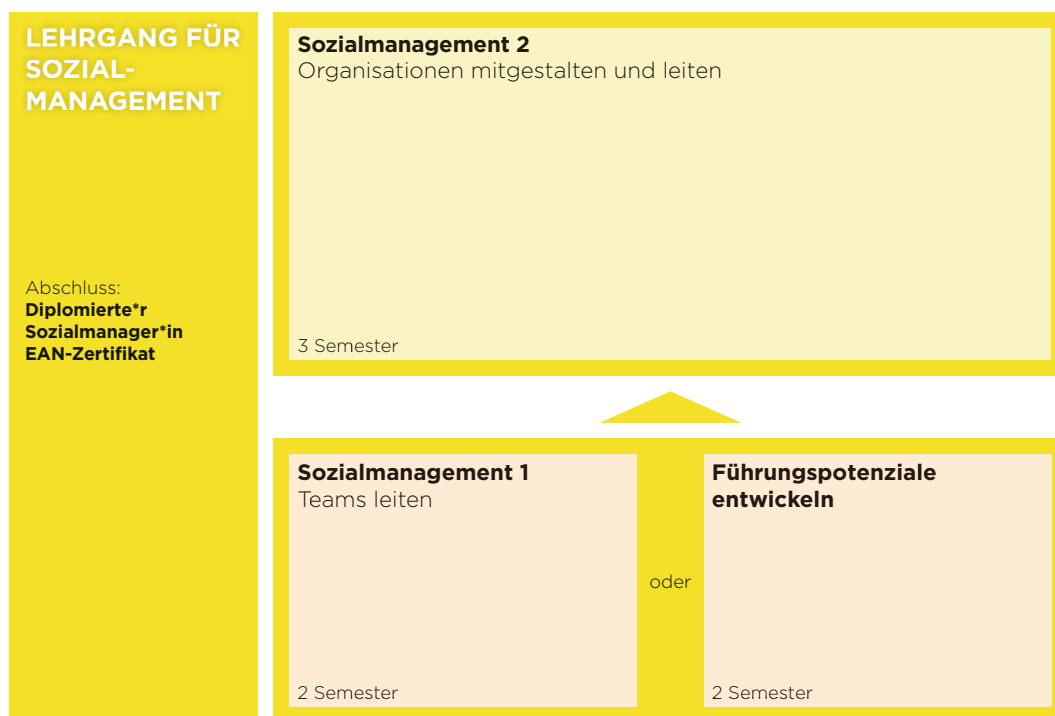 LEHRGANG FÜR
SOZIAL-
MANAGEMENT
Abschluss:
Diplomierte*r
Sozialmanager*in
EAN-Zertifikat
Sozialmanagement 2
Organisationen mitgestalten und leiten
3 Semester
Sozialmanagement 1
Teams leiten
2 Semester
oder
Führungspotenziale
entwickeln
2 Semester